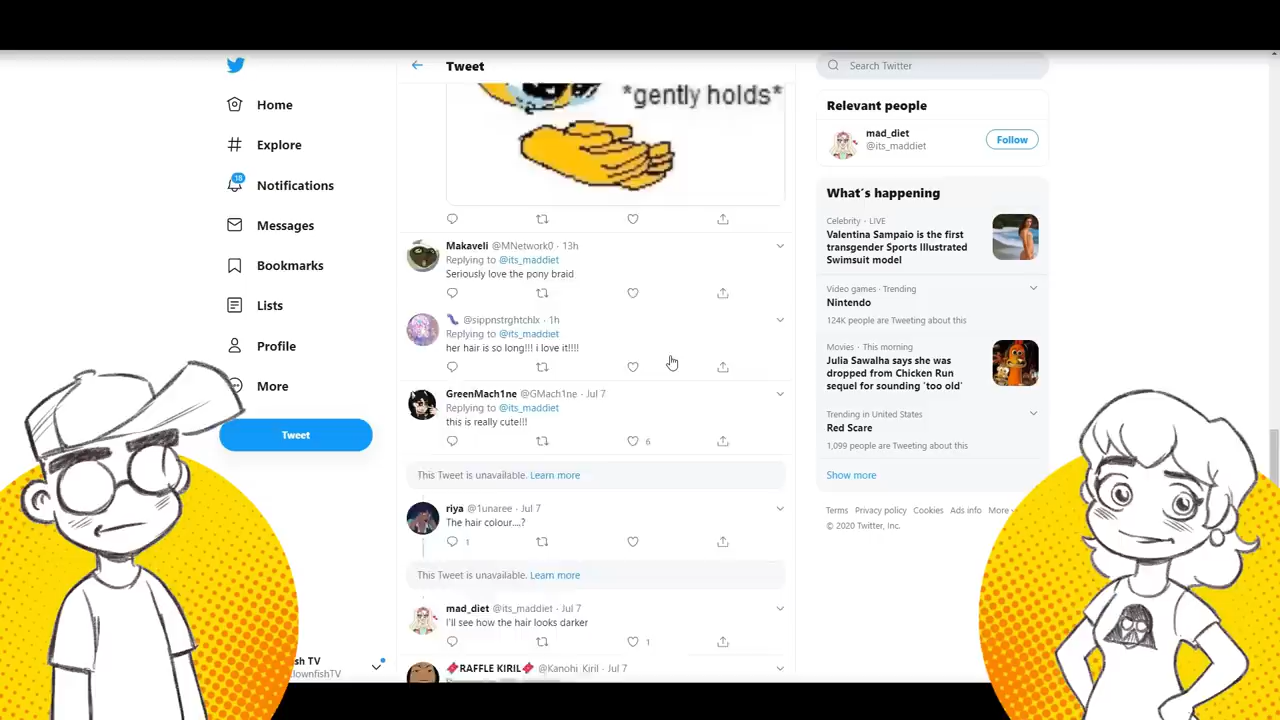 Home
Explore
18
Notifications
Messages
Bookmarks
Lists
Profile
More
Tweet
sh TV
lownfishTV
Tweet
*gently holds*
Makaveli @MNetwork0 · 13h
Replying to @its_maddiet
Seriously love the pony braid
@sippnstrghtchlx · 1h
Replying to @its_maddiet
her hair is so long!!! i love it!!!!
GreenMach1ne @GMach1ne · Jul 7
Replying to @its_maddiet
this is really cute!!!
6
This Tweet is unavailable. Learn more
riya @1unaree · Jul 7
The hair colour....?
1
This Tweet is unavailable. Learn more
mad_diet @its_maddiet · Jul 7
I'll see how the hair looks darker
1
RAFFLE KIRIL @Kanohi_Kiril · Jul 7
Search Twitter
Relevant people
mad_diet
@its_maddiet
Follow
What's happening
Celebrity · LIVE
Valentina Sampaio is the first
transgender Sports Illustrated
Swimsuit model
Video games · Trending
Nintendo
124K people are Tweeting about this
Movies · This morning
Julia Sawalha says she was
dropped from Chicken Run
sequel for sounding 'too old'
Trending in United States
Red Scare
1,099 people are Tweeting about this
Show more
Terms Privacy policy Cookies Ads info More
© 2020 Twitter, Inc.